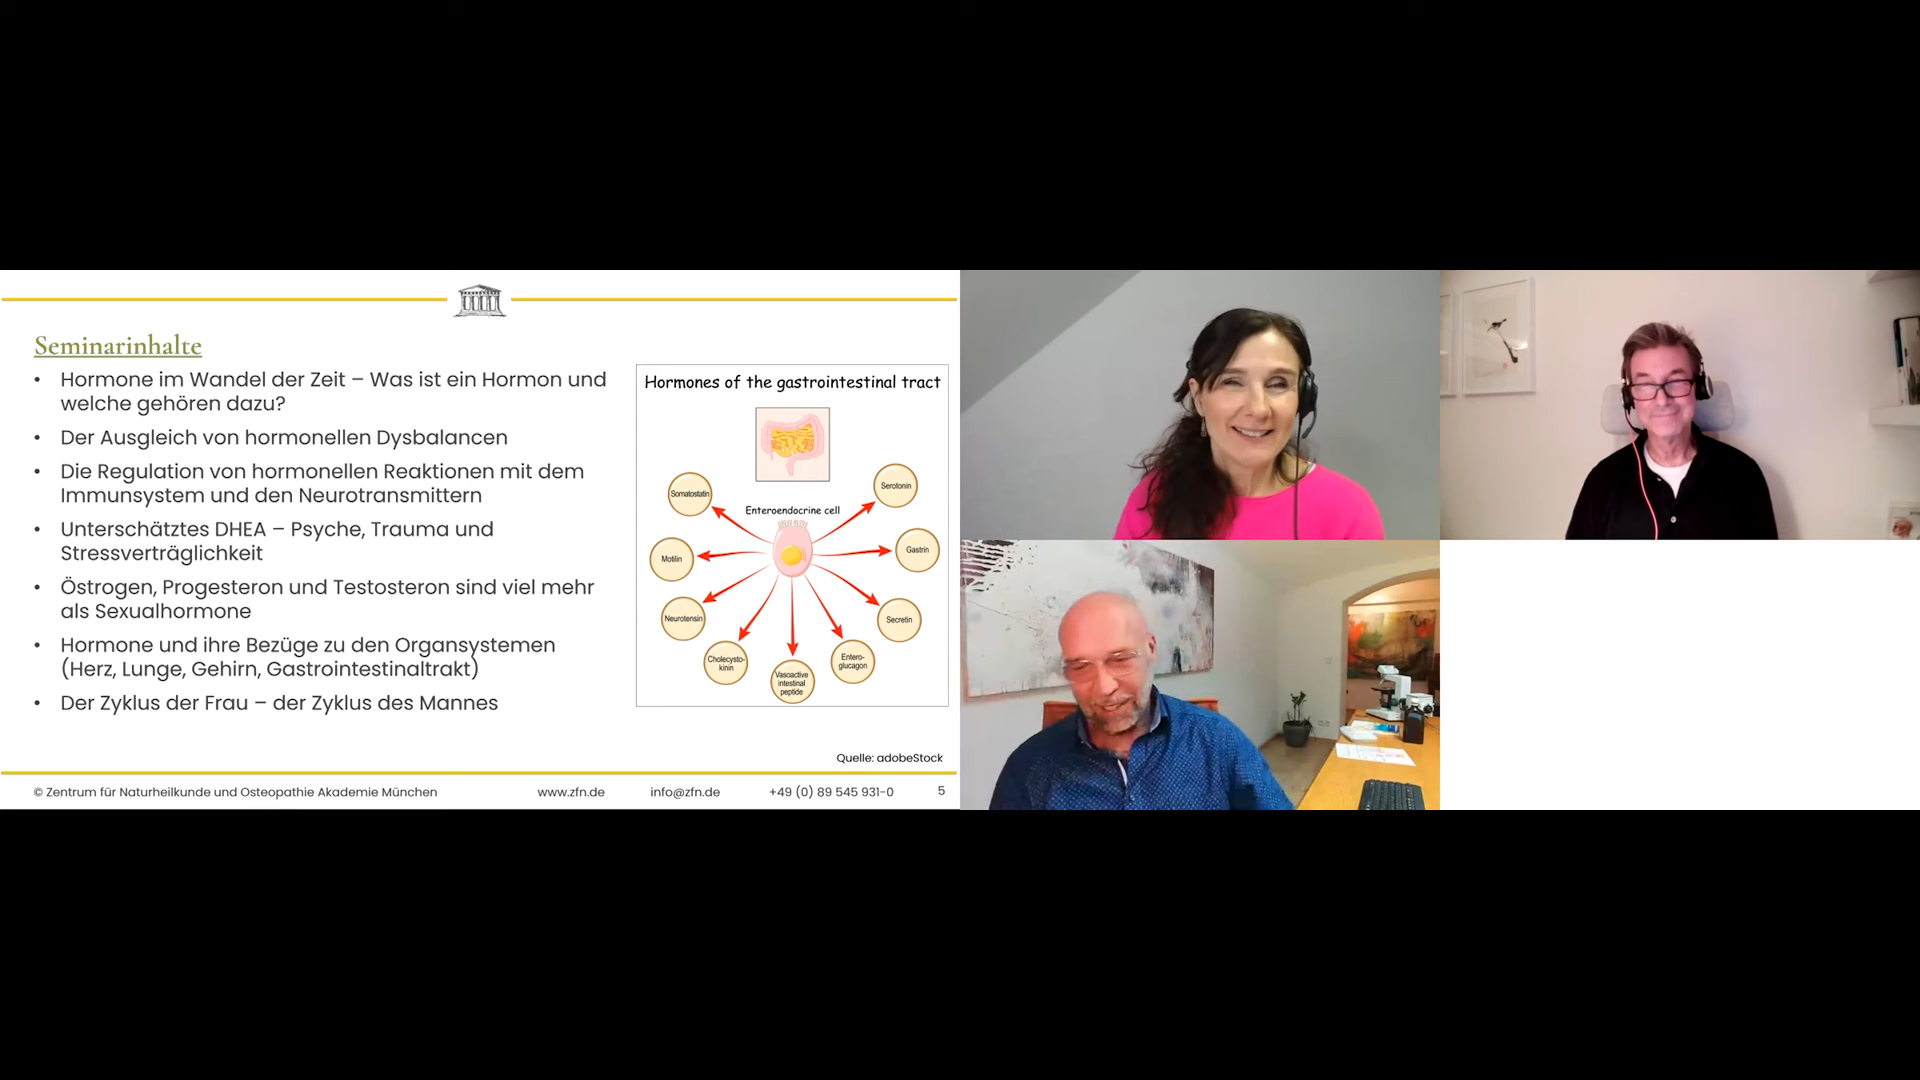 Seminarinhalte
• Hormone im Wandel der Zeit – Was ist ein Hormon und
welche gehören dazu?
• Der Ausgleich von hormonellen Dysbalancen
• Die Regulation von hormonellen Reaktionen mit dem
Immunsystem und den Neurotransmittern
• Unterschätztes DHEA – Psyche, Trauma und
Stressverträglichkeit
• Östrogen, Progesteron und Testosteron sind viel mehr
als Sexualhormone
• Hormone und ihre Bezüge zu den Organsystemen
(Herz, Lunge, Gehirn, Gastrointestinaltrakt)
• Der Zyklus der Frau – der Zyklus des Mannes
Hormones of the gastrointestinal tract
Enteroendocrine cell
Somatostatin
Motilin
Neurotensin
Cholecysto-
kinin
Vasoactive
intestinal
peptide
Entero-
glucagon
Secretin
Gastrin
Serotonin
Quelle: adobeStock
© Zentrum für Naturheilkunde und Osteopathie Akademie München www.zfn.de info@zfn.de +49 (0) 89 545 931-0 5